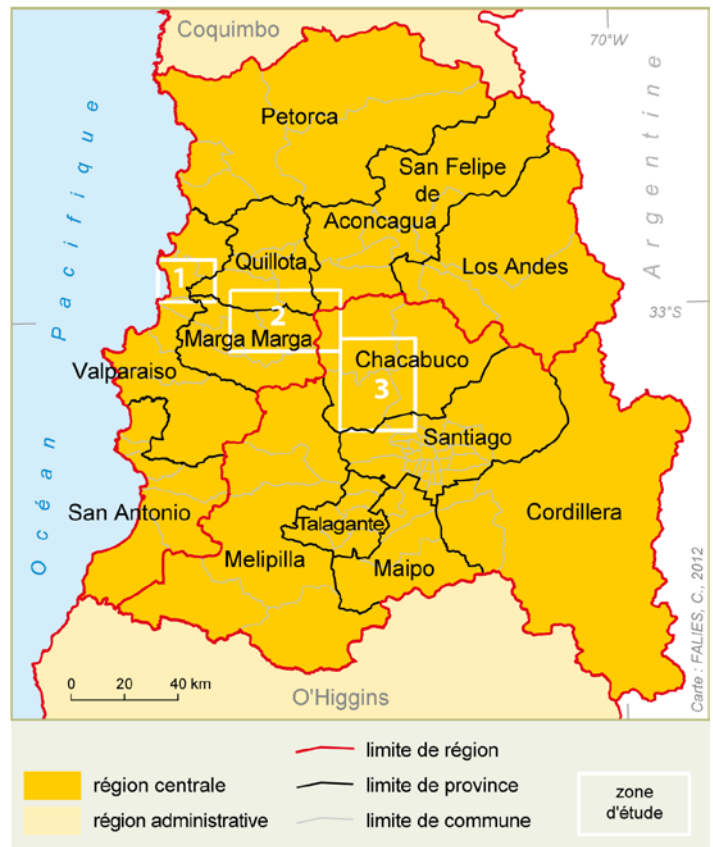 Coquimbo
70°W
Petorca
Océan Pacifique
Argentine
San Felipe
de
Aconcagua
Quillota
Los Andes
1
2
33°S
Marga Marga
Chacabuco
Valparaiso
3
Santiago
San Antonio
Talagante
Cordillera
Melipilla
Maipo
0 20 40 km
O'Higgins
Carte : FALIES, C., 2012
limite de région
région centrale
limite de province
zone
d'étude
région administrative
limite de commune